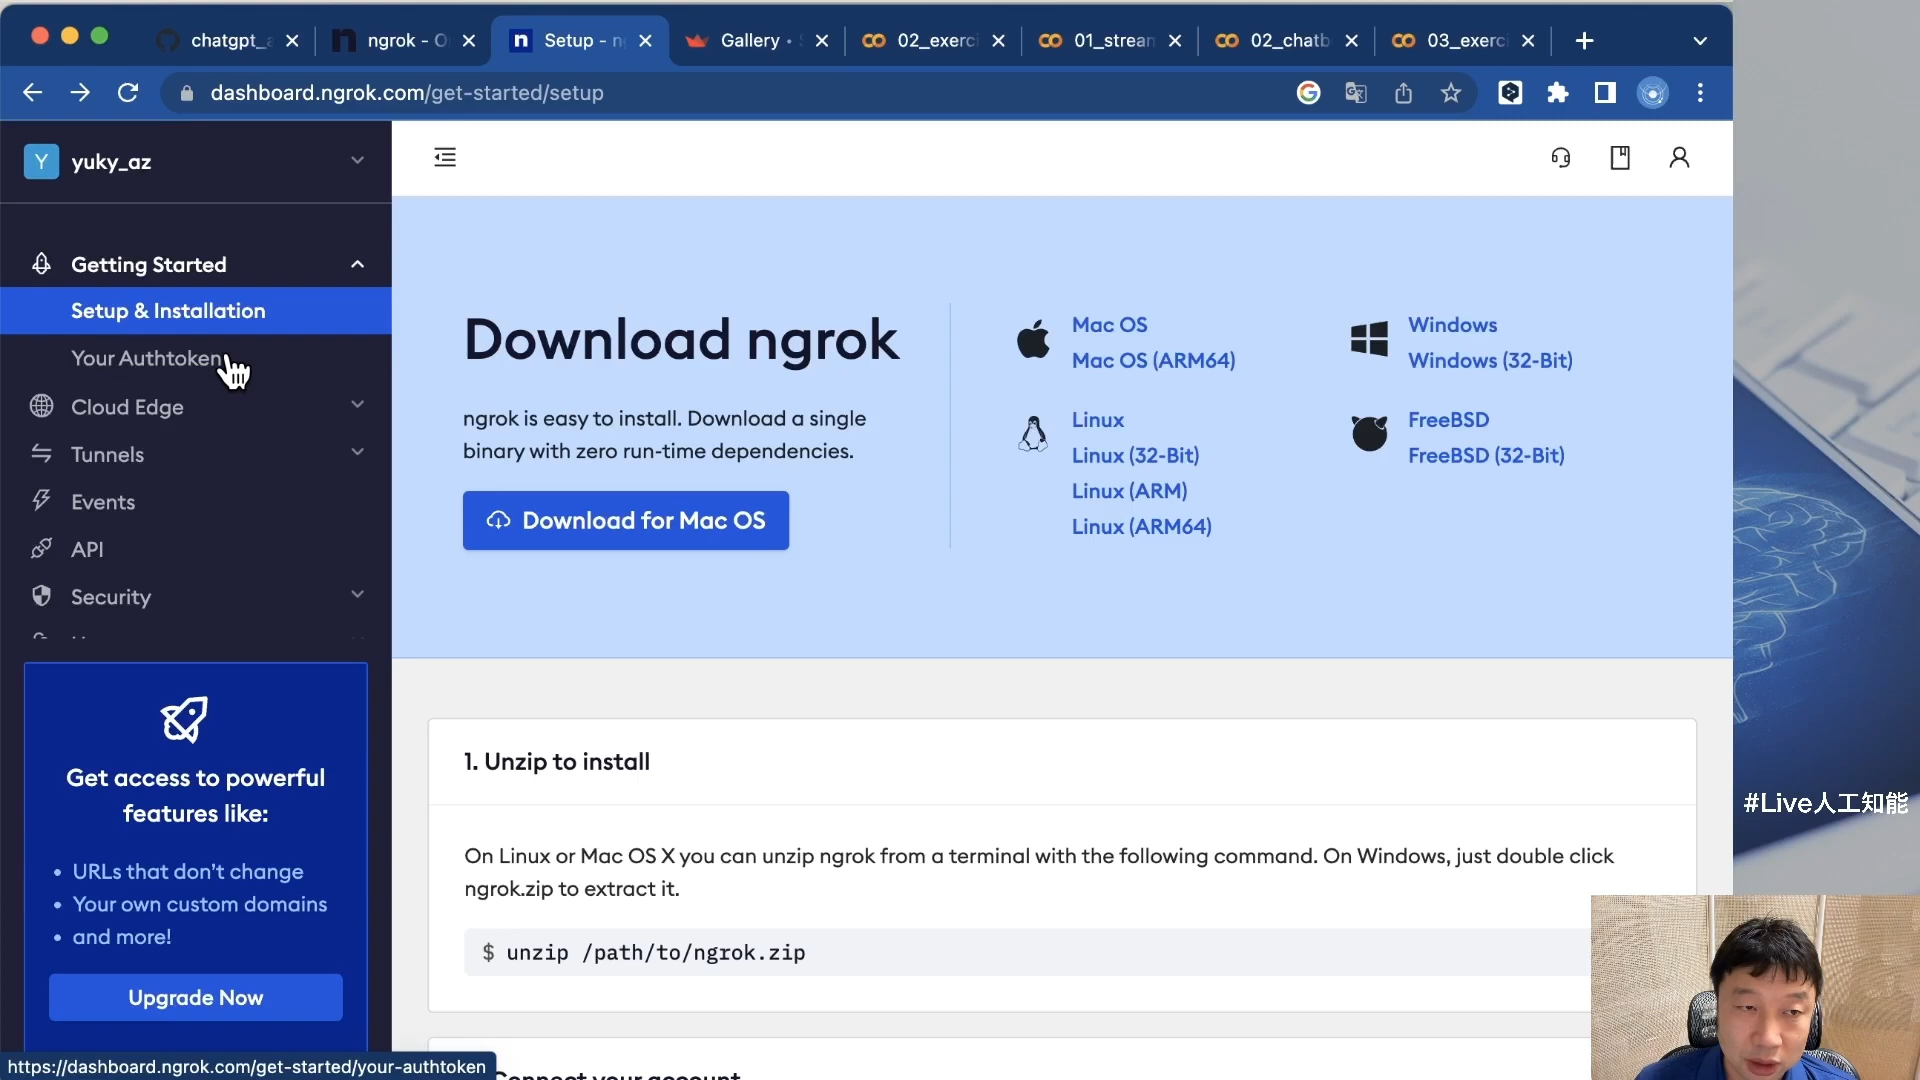 chatgpt_a
ngrok - O
Setup - n
Gallery •
02_exerci
01_strean
02_chatb
03_exerc
dashboard.ngrok.com/get-started/setup
Y
yuky_az
Getting Started
Setup & Installation
Your Authtoken
Cloud Edge
Tunnels
Events
API
Security
Get access to powerful
features like:
• URLs that don't change
• Your own custom domains
• and more!
Upgrade Now
https://dashboard.ngrok.com/get-started/your-authtoken
Download ngrok
ngrok is easy to install. Download a single
binary with zero run-time dependencies.
Download for Mac OS
Mac OS
Mac OS (ARM64)
Linux
Linux (32-Bit)
Linux (ARM)
Linux (ARM64)
Windows
Windows (32-Bit)
FreeBSD
FreeBSD (32-Bit)
1. Unzip to install
On Linux or Mac OS X you can unzip ngrok from a terminal with the following command. On Windows, just double click
ngrok.zip to extract it.
$ unzip /path/to/ngrok.zip
Connect your account
#Live人工知能